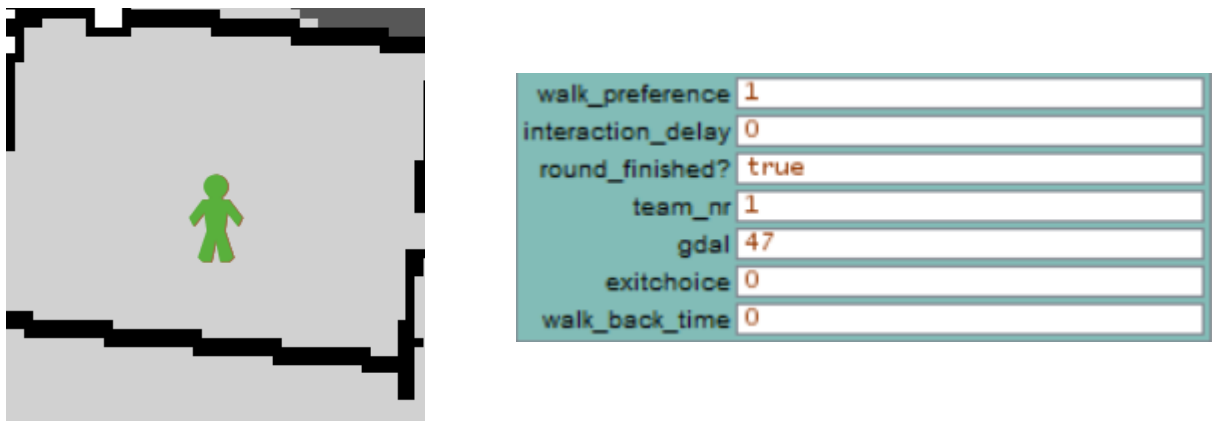 walk_preference 1
interaction_delay 0
round_finished? true
team_nr 1
gdal 47
exitchoice 0
walk_back_time 0